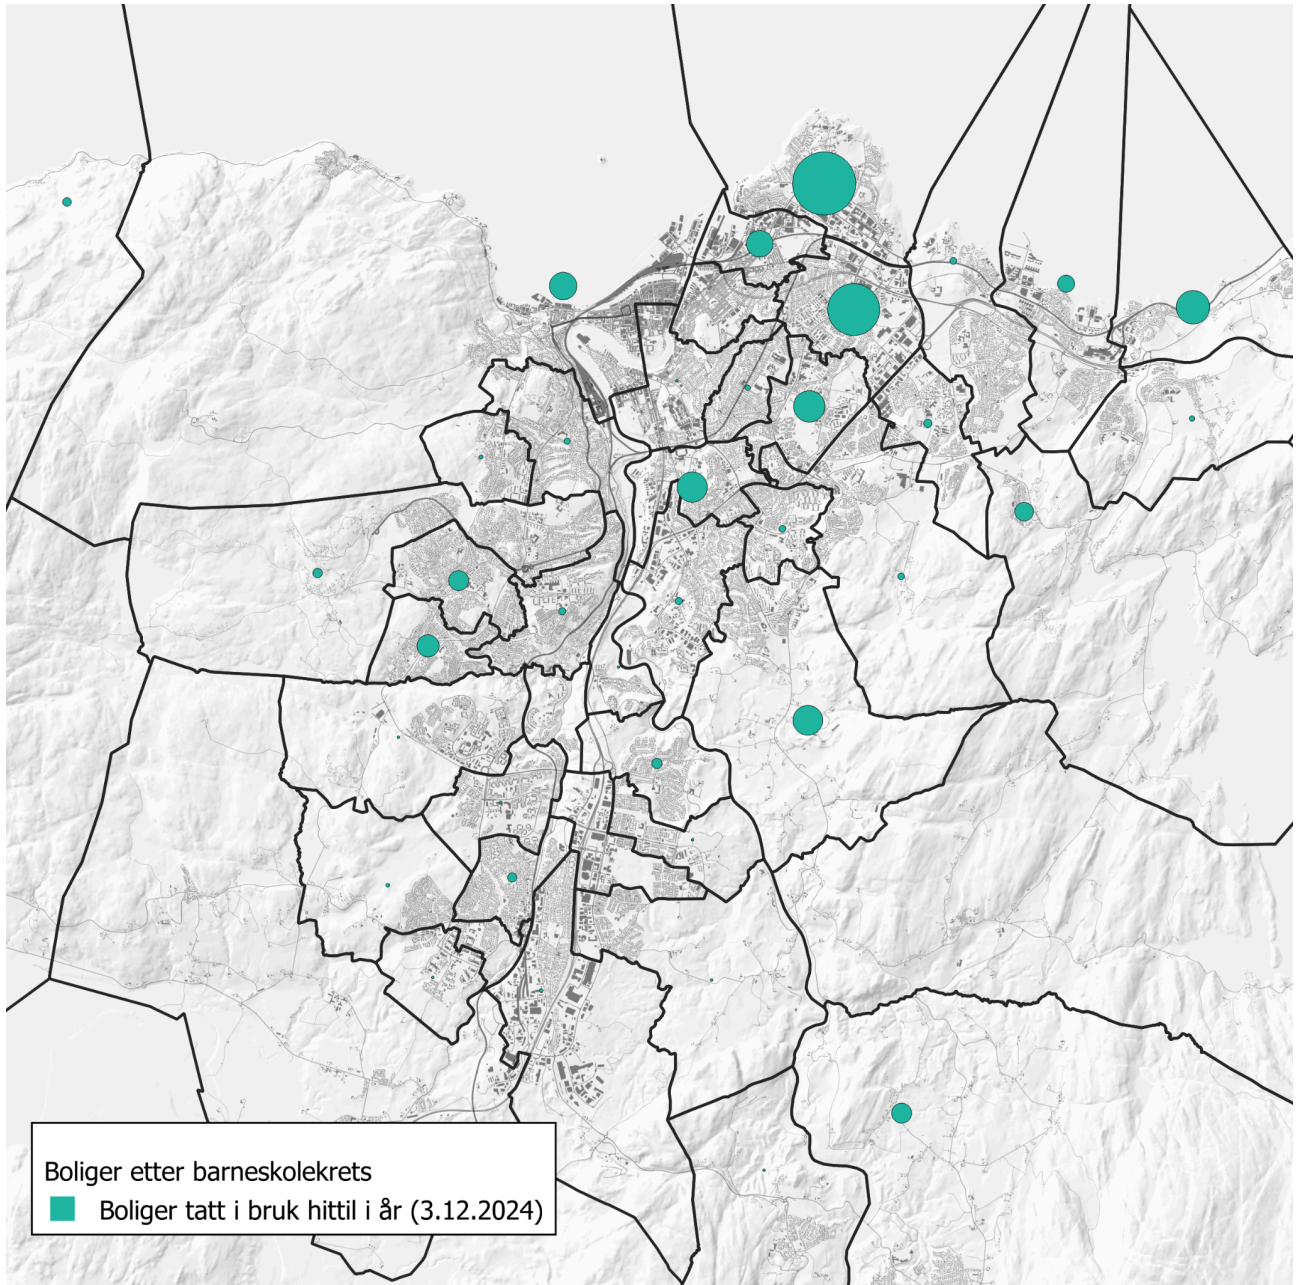 Boliger etter barneskolekrets
Boliger tatt i bruk hittil i år (3.12.2024)